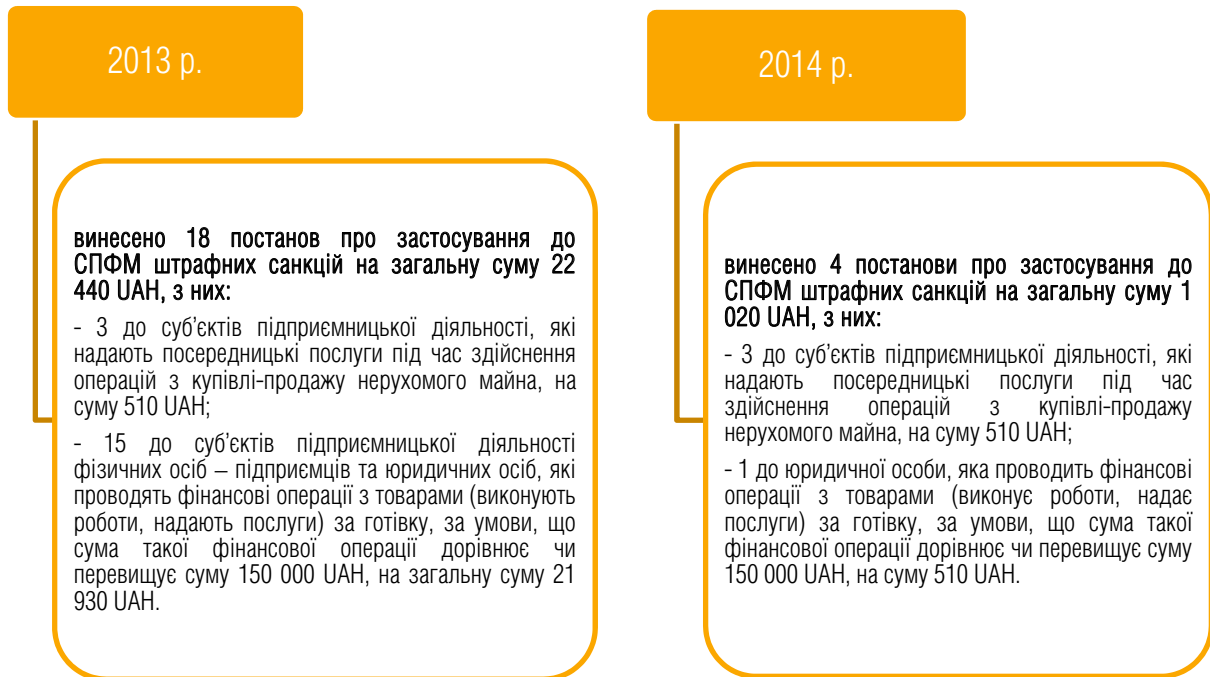 2013 р.
винесено 18 постанов про застосування до
СПФМ штрафних санкцій на загальну суму 22
440 UAH, з них:
- 3 до суб’єктів підприємницької діяльності, які
надають посередницькі послуги під час здійснення
операцій з купівлі-продажу нерухомого майна, на
суму 510 UAH;
- 15 до суб’єктів підприємницької діяльності
фізичних осіб – підприємців та юридичних осіб, які
проводять фінансові операції з товарами (виконують
роботи, надають послуги) за готівку, за умови, що
сума такої фінансової операції дорівнює чи
перевищує суму 150 000 UAH, на загальну суму 21
930 UAH.
2014 р.
винесено 4 постанови про застосування до
СПФМ штрафних санкцій на загальну суму 1
020 UAH, з них:
- 3 до суб’єктів підприємницької діяльності, які
надають посередницькі послуги під час
здійснення операцій з купівлі-продажу
нерухомого майна, на суму 510 UAH;
- 1 до юридичної особи, яка проводить фінансові
операції з товарами (виконує роботи, надає
послуги) за готівку, за умови, що сума такої
фінансової операції дорівнює чи перевищує суму
150 000 UAH, на суму 510 UAH.